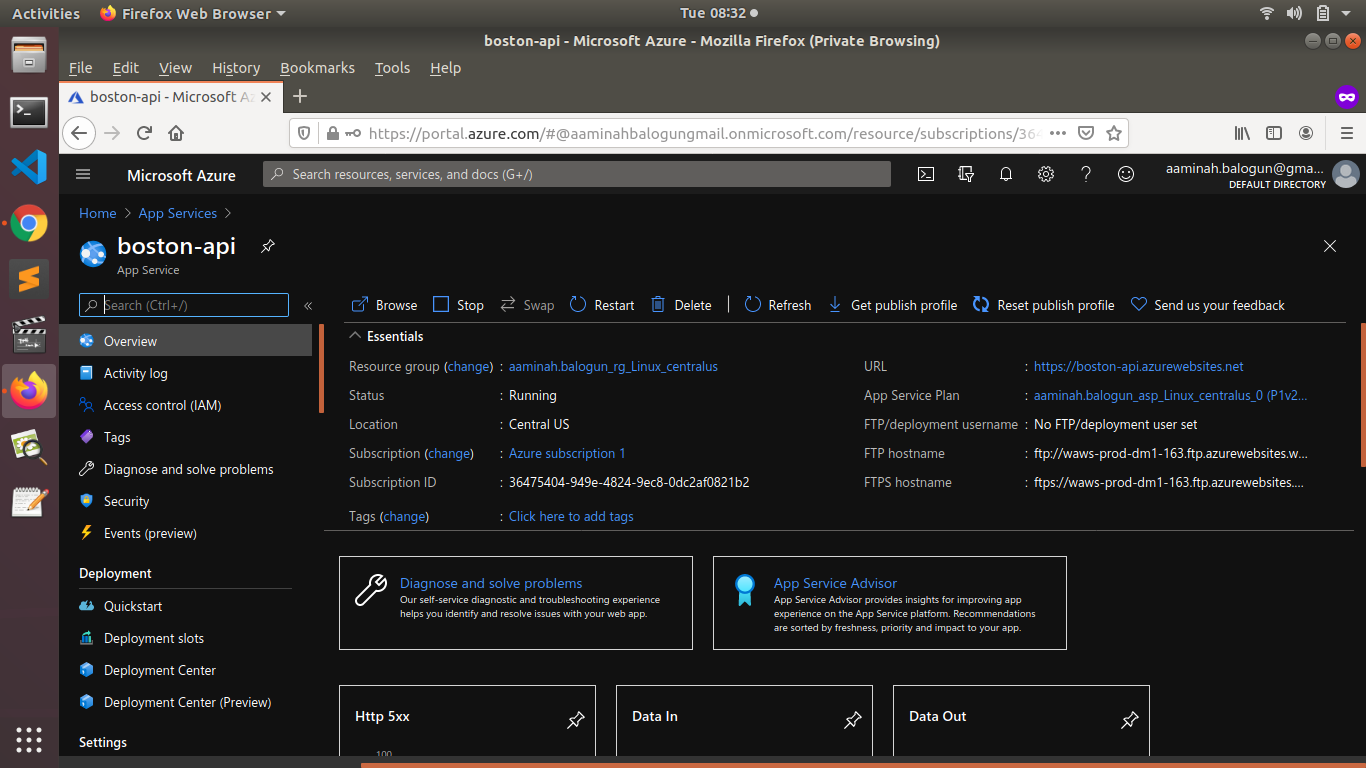 Activities Firefox Web Browser Tue 08:32
boston-api - Microsoft Azure - Mozilla Firefox (Private Browsing)
File Edit View History Bookmarks Tools Help
boston-api - Microsoft Az
https://portal.azure.com/#@aaminahbalogungmail.onmicrosoft.com/resource/subscriptions/364
Microsoft Azure
Search resources, services, and docs (G+/)
aaminah.balogun@gma...
DEFAULT DIRECTORY
Home > App Services >
boston-api
App Service
Search (Ctrl+/)
«
Browse Stop Swap Restart Delete Refresh Get publish profile Reset publish profile Send us your feedback
Overview
Activity log
Access control (IAM)
Tags
Diagnose and solve problems
Security
Events (preview)
Deployment
Quickstart
Deployment slots
Deployment Center
Deployment Center (Preview)
Settings
Essentials
Resource group (change) : aaminah.balogun_rg_Linux_centralus
Status : Running
Location : Central US
Subscription (change) : Azure subscription 1
Subscription ID : 36475404-949e-4824-9ec8-0dc2af0821b2
Tags (change) : Click here to add tags
URL : https://boston-api.azurewebsites.net
App Service Plan : aaminah.balogun_asp_Linux_centralus_0 (P1v2...
FTP/deployment username : No FTP/deployment user set
FTP hostname : ftp://waws-prod-dm1-163.ftp.azurewebsites.w...
FTPS hostname : ftps://waws-prod-dm1-163.ftp.azurewebsites....
Diagnose and solve problems
Our self-service diagnostic and troubleshooting experience
helps you identify and resolve issues with your web app.
App Service Advisor
App Service Advisor provides insights for improving app
experience on the App Service platform. Recommendations
are sorted by freshness, priority and impact to your app.
Http 5xx
100
Data In
Data Out